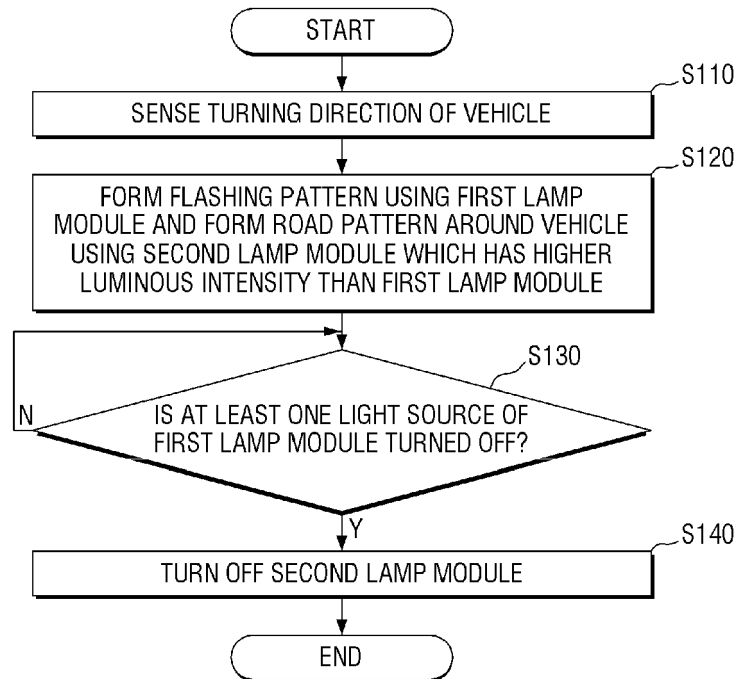 START
S110
SENSE TURNING DIRECTION OF VEHICLE
S120
FORM FLASHING PATTERN USING FIRST LAMP
MODULE AND FORM ROAD PATTERN AROUND VEHICLE
USING SECOND LAMP MODULE WHICH HAS HIGHER
LUMINOUS INTENSITY THAN FIRST LAMP MODULE
S130
N
IS AT LEAST ONE LIGHT SOURCE OF
FIRST LAMP MODULE TURNED OFF?
Y
S140
TURN OFF SECOND LAMP MODULE
END